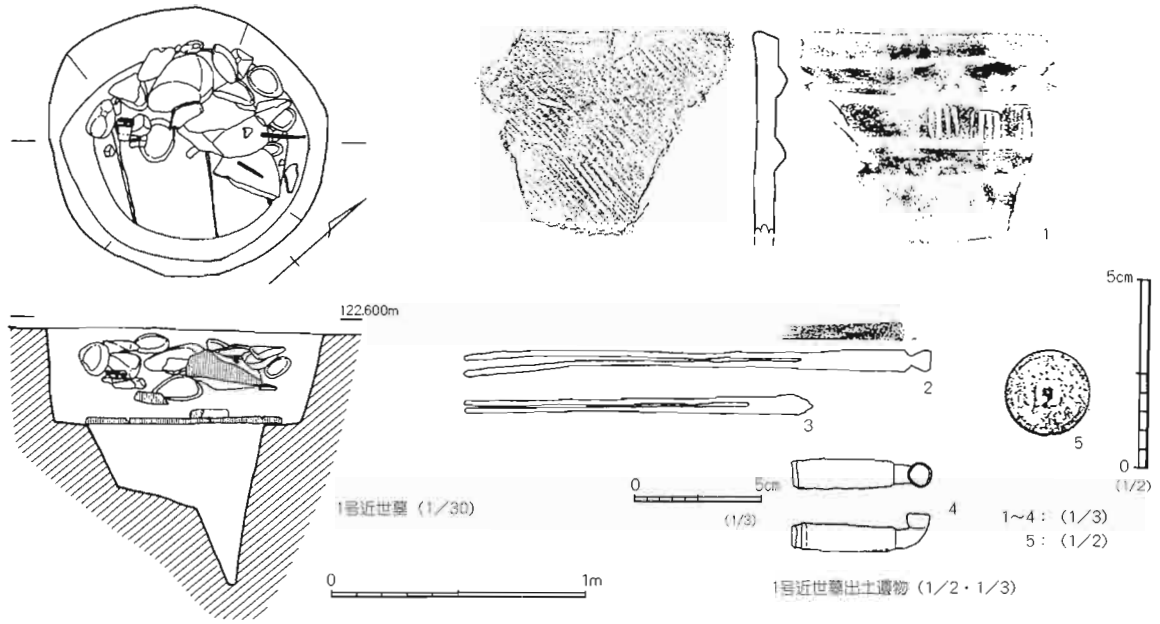 1
5cm
122.600m
2
3
5
0
(1/2)
1号近世墓（1/30）
0 5cm
(1/3)
4
1~4：(1/3)
5：(1/2)
0 1m
1号近世墓出土遺物（1/2・1/3）